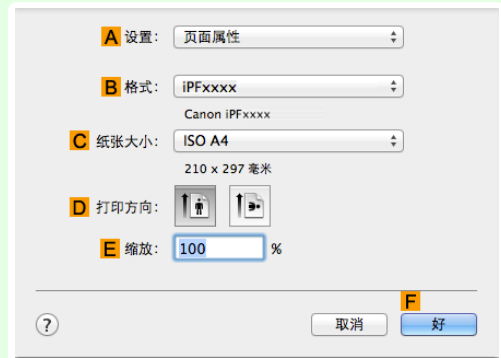 A 设置: 页面属性
B 格式: iPFxxxx
Canon iPFxxxx
C 纸张大小: ISO A4
210 x 297 毫米
D 打印方向:
E 缩放: 100 %
F
? 取消 好